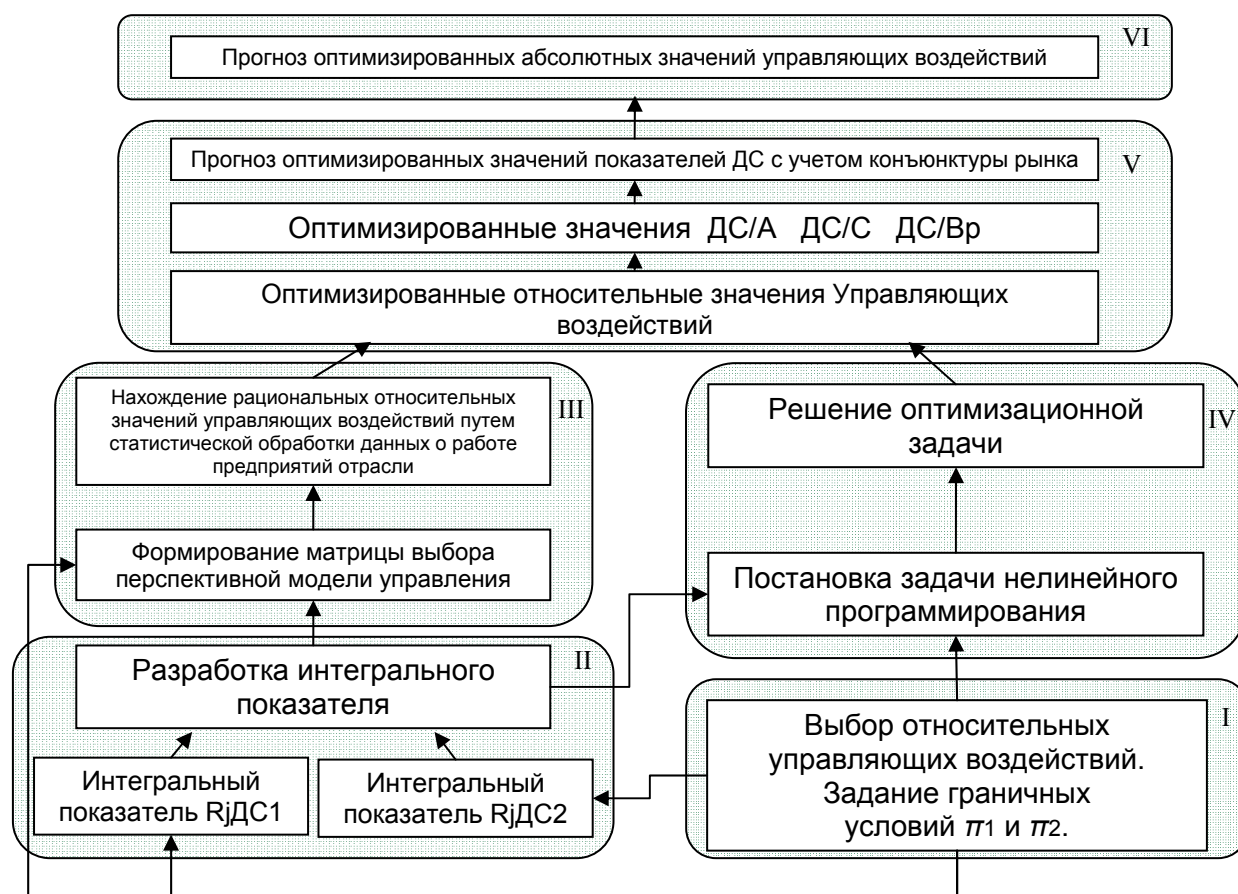 VI
Прогноз оптимизированных абсолютных значений управляющих воздействий
Прогноз оптимизированных значений показателей ДС с учетом конъюнктуры рынка
V
Оптимизированные значения ДС/А ДС/С ДС/Вр
Оптимизированные относительные значения Управляющих
воздействий
Нахождение рациональных относительных
значений управляющих воздействий путем
статистической обработки данных о работе
предприятий отрасли
III
Формирование матрицы выбора
перспективной модели управления
Решение оптимизационной
задачи
IV
Постановка задачи нелинейного
программирования
Разработка интегрального
показателя
II
Интегральный
показатель RjДС1
Интегральный
показатель RjДС2
Выбор относительных
управляющих воздействий.
Задание граничных
условий π1 и π2.
I